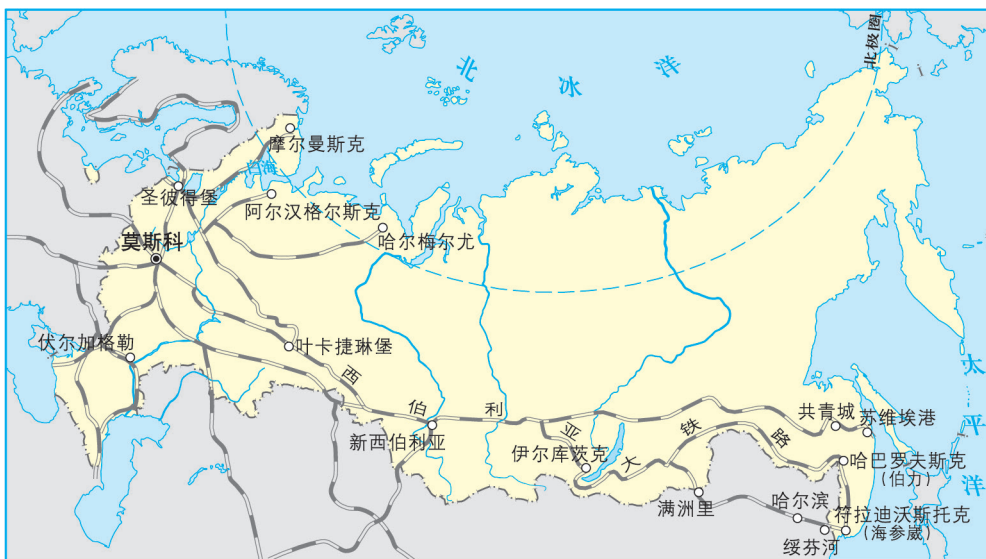 北冰洋
北极圈
摩尔曼斯克
白海
圣彼得堡
阿尔汉格尔斯克
哈尔梅尔尤
莫斯科
伏尔加格勒
叶卡捷琳堡
西伯利亚大铁路
新西伯利亚
伊尔库茨克
共青城
苏维埃港
哈巴罗夫斯克
(伯力)
满洲里
哈尔滨
绥芬河
符拉迪沃斯托克
(海参崴)
太平洋